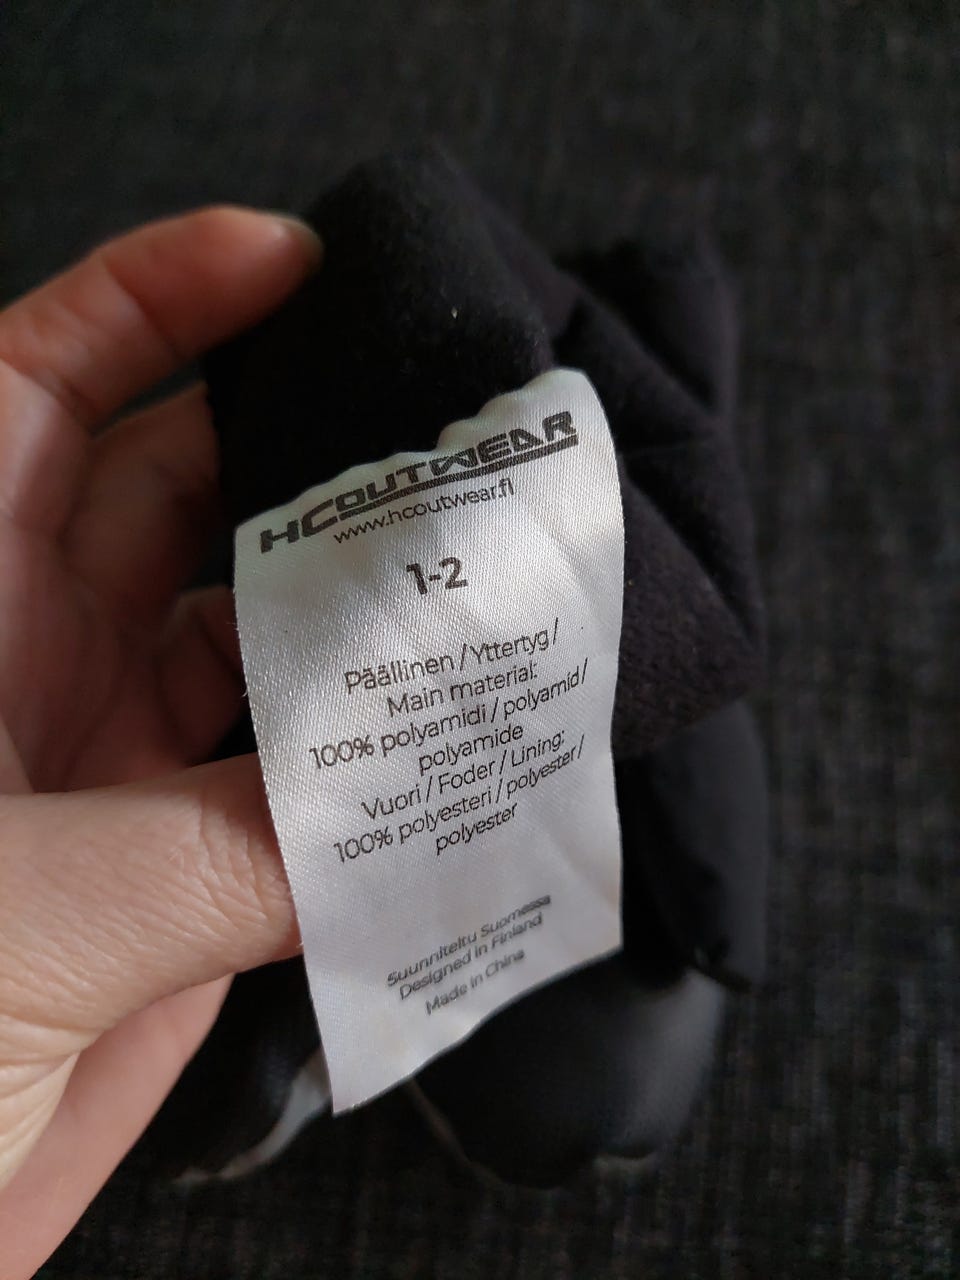 HCOUTWEAR
www.hcoutwear.fi
1-2
Päällinen / Yttertyg /
Main material:
100% polyamidi / polyamid /
polyamide
Vuori / Foder / Lining:
100% polyesteri / polyester /
polyester
Suunniteltu Suomessa
Designed in Finland
Made in China